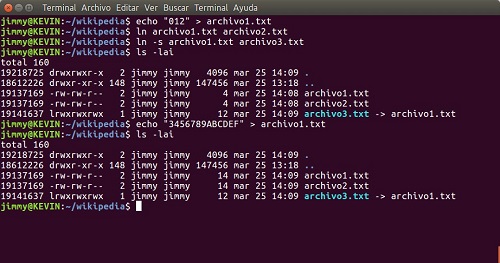 Terminal Archivo Editar Ver Buscar Terminal Ayuda
jimmy@KEVIN:~/wikipedia$ echo "012" > archivo1.txt
jimmy@KEVIN:~/wikipedia$ ln archivo1.txt archivo2.txt
jimmy@KEVIN:~/wikipedia$ ln -s archivo1.txt archivo3.txt
jimmy@KEVIN:~/wikipedia$ ls -lai
total 160
19218725 drwxrwxr-x   2 jimmy jimmy   4096 mar 25 14:09 .
18612226 drwxr-xr-x 148 jimmy jimmy 147456 mar 25 13:18 ..
19137169 -rw-rw-r--   2 jimmy jimmy      4 mar 25 14:08 archivo1.txt
19137169 -rw-rw-r--   2 jimmy jimmy      4 mar 25 14:08 archivo2.txt
19141637 lrwxrwxrwx   1 jimmy jimmy     12 mar 25 14:09 archivo3.txt -> archivo1.txt
jimmy@KEVIN:~/wikipedia$ echo "3456789ABCDEF" > archivo1.txt
jimmy@KEVIN:~/wikipedia$ ls -lai
total 160
19218725 drwxrwxr-x   2 jimmy jimmy   4096 mar 25 14:09 .
18612226 drwxr-xr-x 148 jimmy jimmy 147456 mar 25 13:18 ..
19137169 -rw-rw-r--   2 jimmy jimmy     14 mar 25 14:09 archivo1.txt
19137169 -rw-rw-r--   2 jimmy jimmy     14 mar 25 14:09 archivo2.txt
19141637 lrwxrwxrwx   1 jimmy jimmy     12 mar 25 14:09 archivo3.txt -> archivo1.txt
jimmy@KEVIN:~/wikipedia$